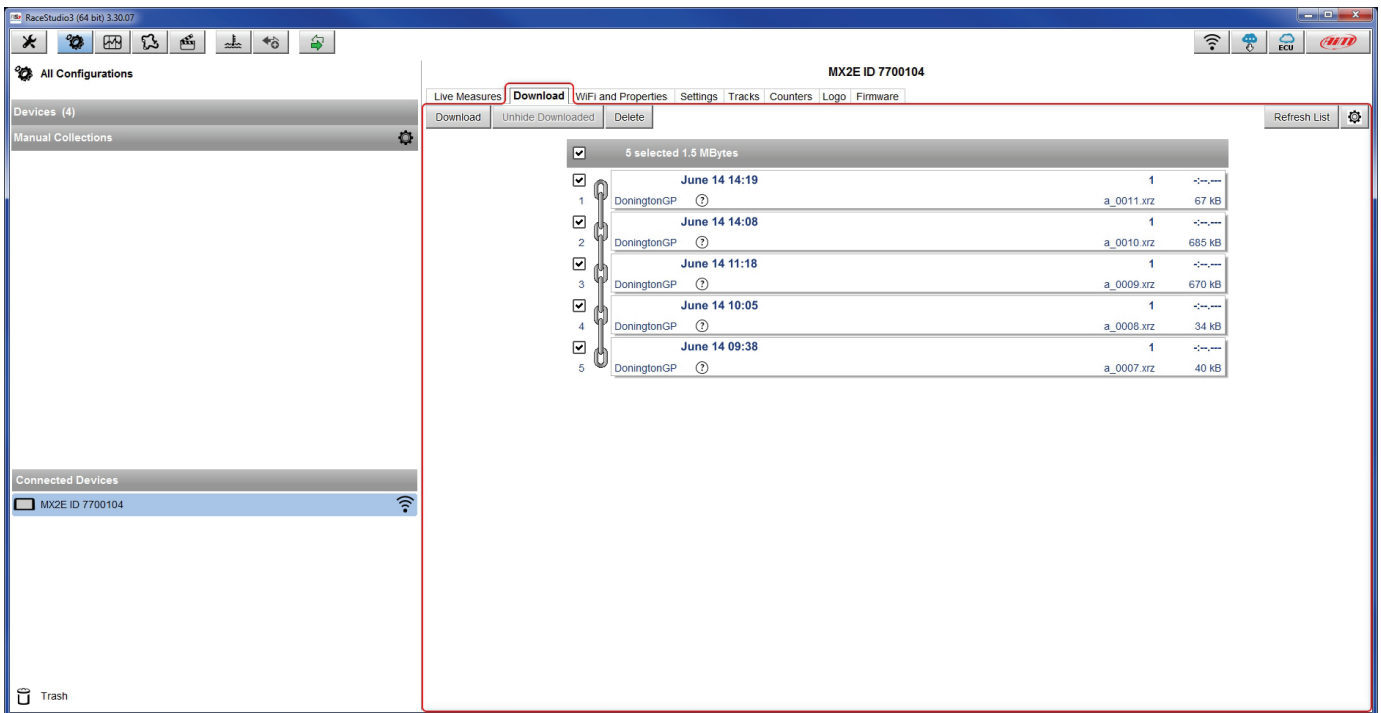 RaceStudio3 (64 bit) 3.30.07
ECU
AiM
All Configurations
MX2E ID 7700104
Live Measures Download WiFi and Properties Settings Tracks Counters Logo Firmware
Devices (4)
Download Unhide Downloaded Delete Refresh List
Manual Collections
5 selected 1.5 MBytes
June 14 14:19 1 -:--.---
1 DoningtonGP ? a_0011.xrz 67 kB
June 14 14:08 1 -:--.---
2 DoningtonGP ? a_0010.xrz 685 kB
June 14 11:18 1 -:--.---
3 DoningtonGP ? a_0009.xrz 670 kB
June 14 10:05 1 -:--.---
4 DoningtonGP ? a_0008.xrz 34 kB
June 14 09:38 1 -:--.---
5 DoningtonGP ? a_0007.xrz 40 kB
Connected Devices
MX2E ID 7700104
Trash